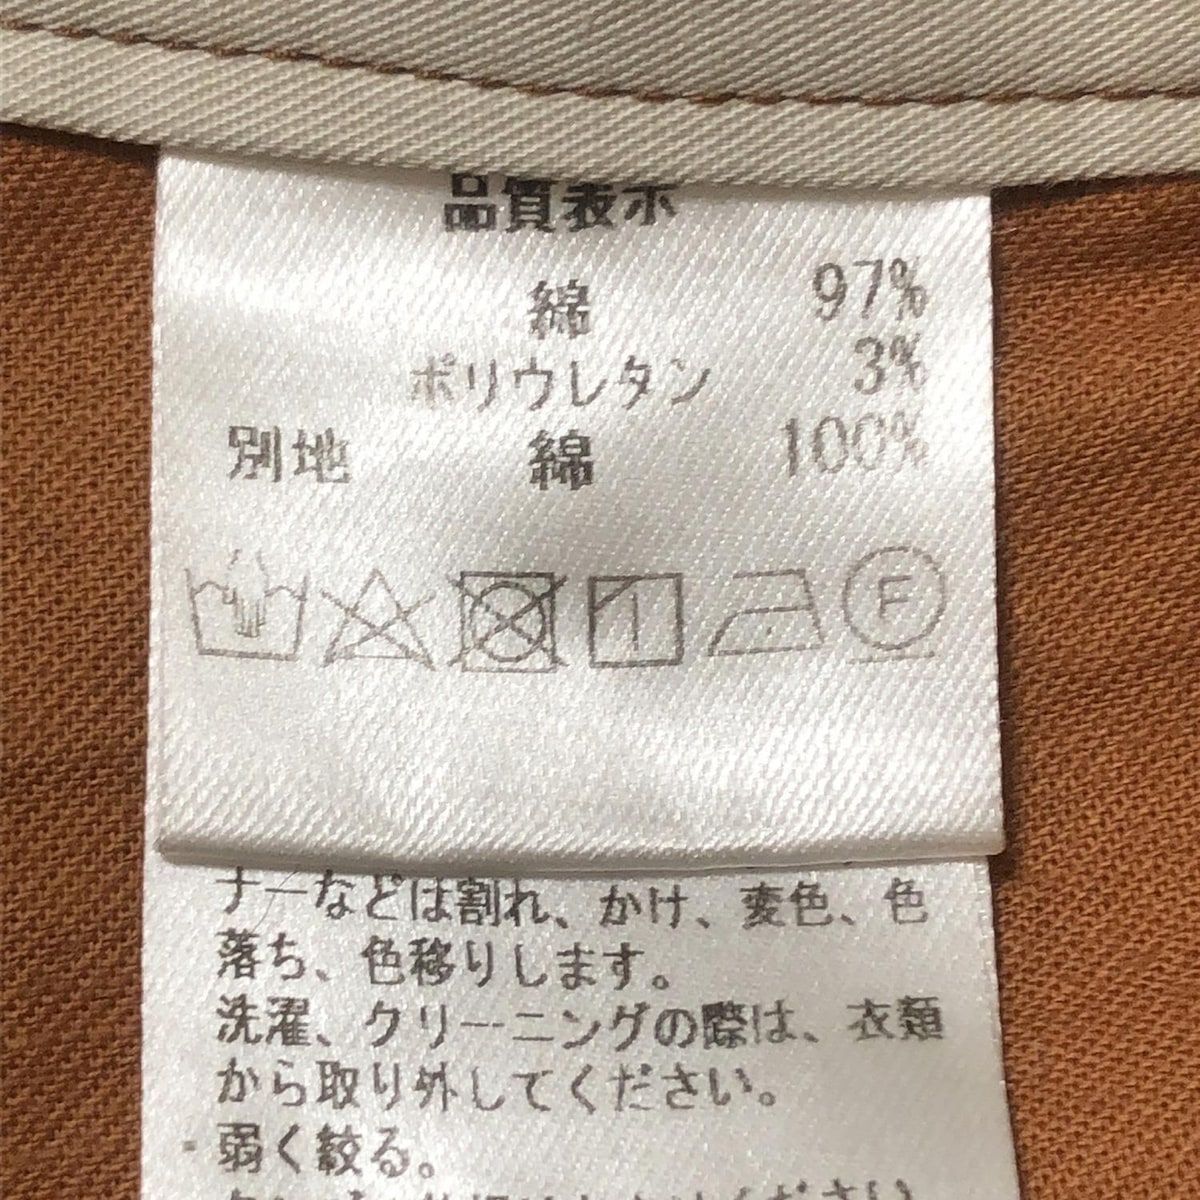 品質表示
綿 97%
ポリウレタン 3%
別地 綿 100%
F
ナーなどは割れ、かけ、変色、色
落ち、色移りします。
洗濯、クリーニングの際は、衣類
から取り外してください。
・弱く絞る。